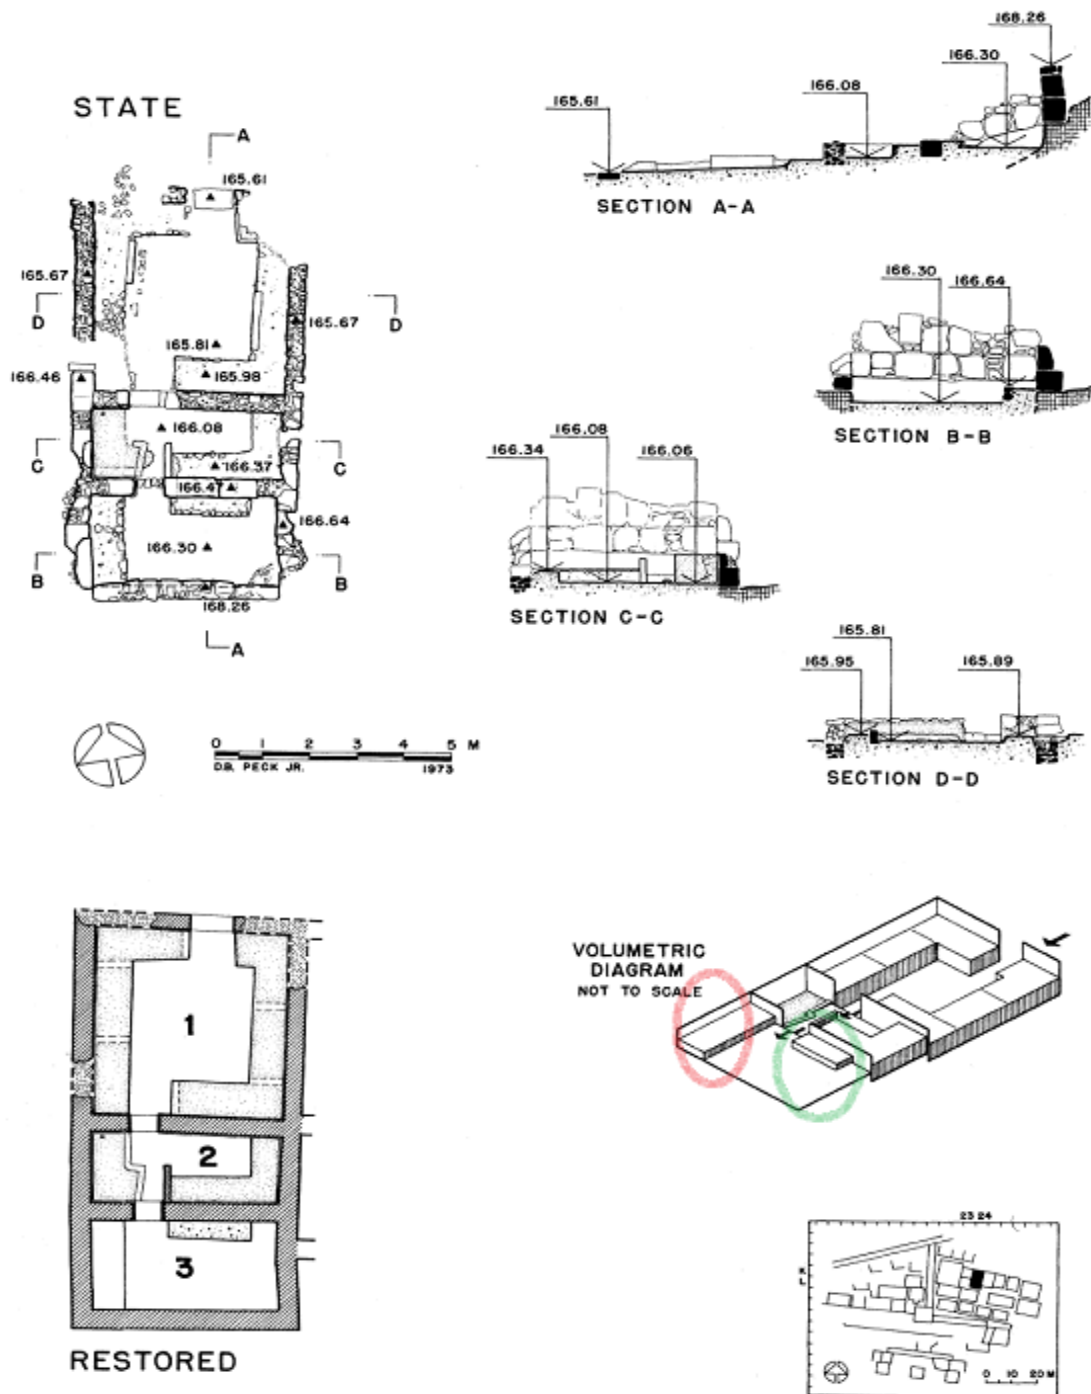 STATE
A
165.61
165.67
D
D
165.67
165.81
165.98
166.46
166.08
C
166.37
C
166.47
166.64
166.30
B
B
168.26
A
168.26
166.30
166.08
165.61
SECTION A-A
166.30
166.64
SECTION B-B
166.08
166.34
166.06
SECTION C-C
165.81
165.95
165.89
SECTION D-D
0 1 2 3 4 5 M
D.B. PECK JR. 1973
1
2
3
RESTORED
VOLUMETRIC
DIAGRAM
NOT TO SCALE
23 24
K
L
0 10 20 M